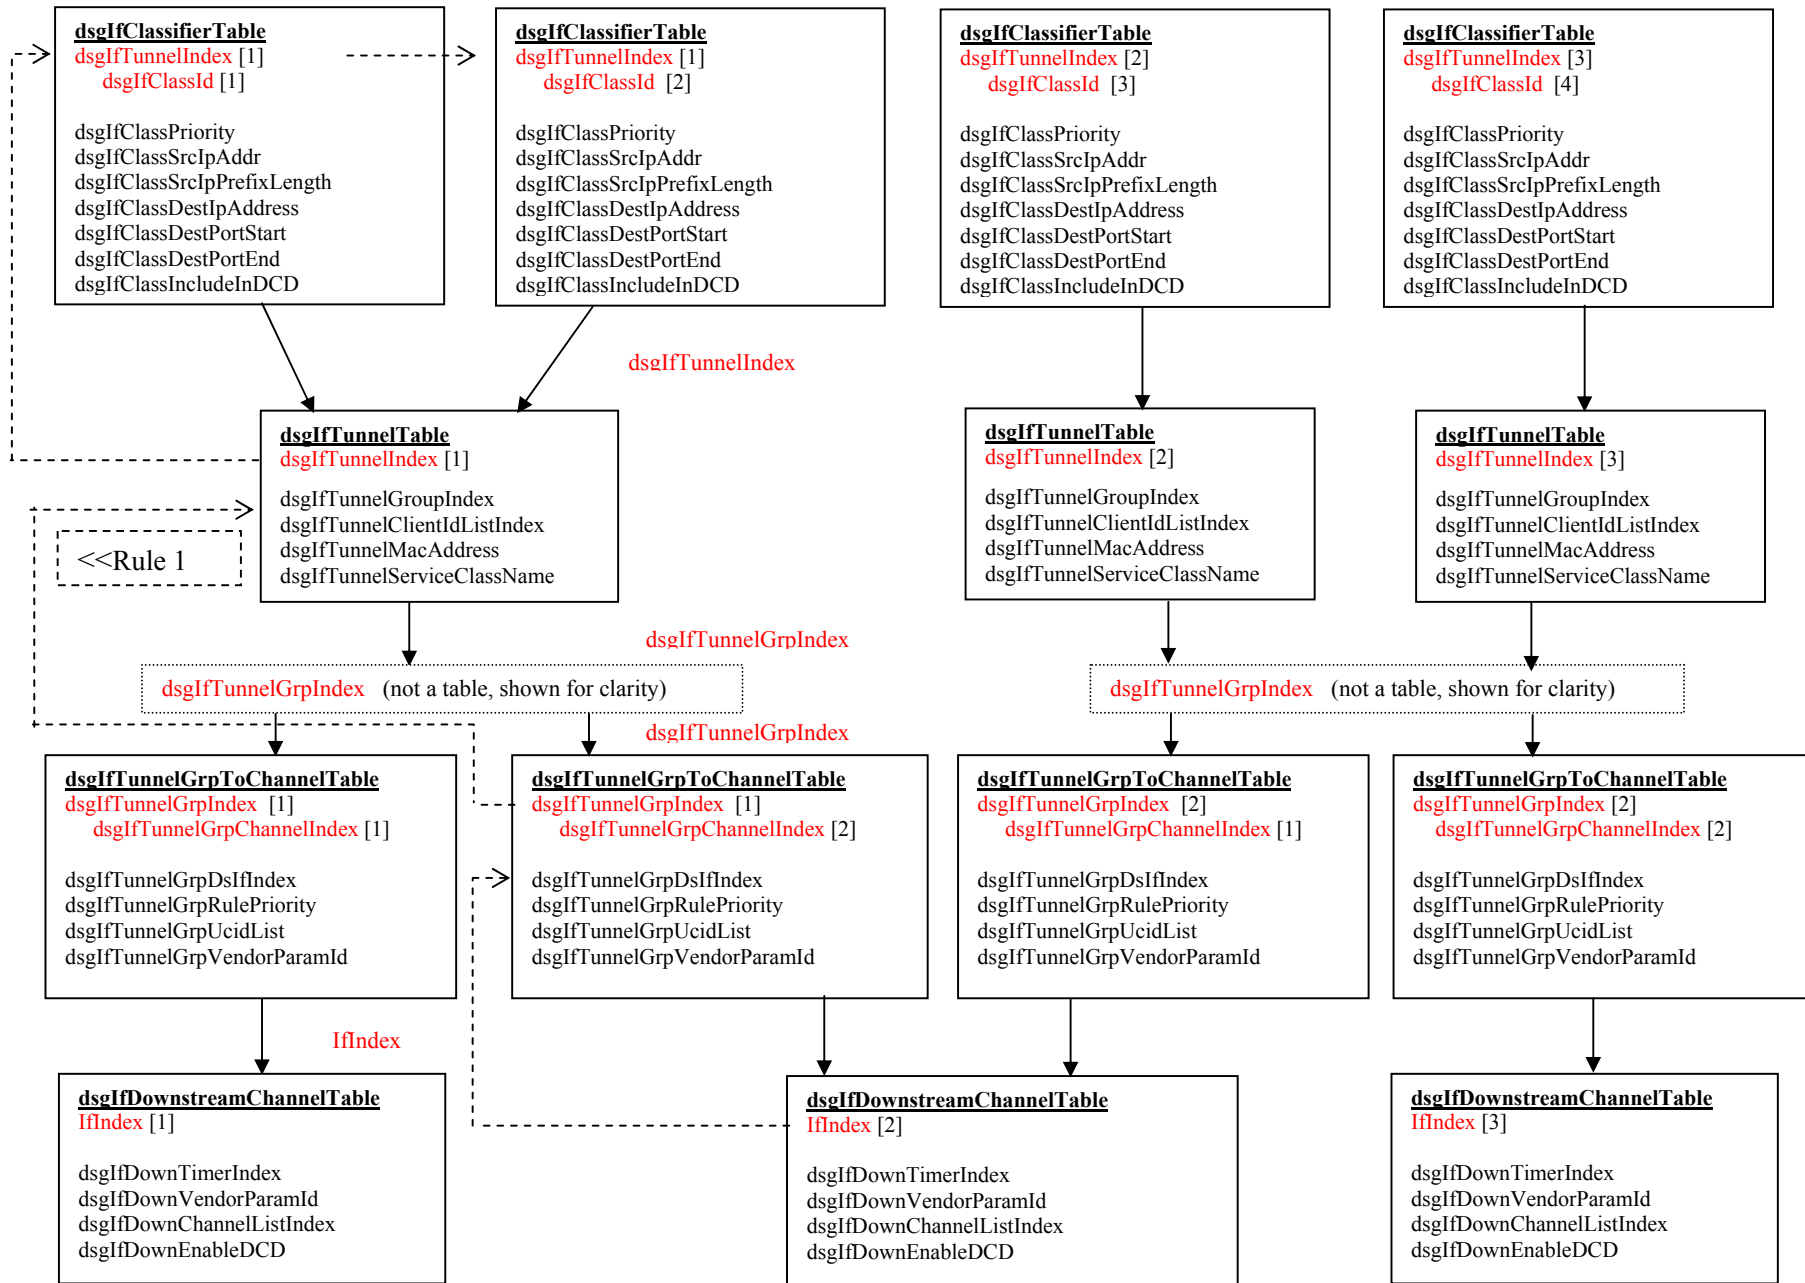 dsgIfClassifierTable
dsgIfTunnelIndex [1]
dsgIfClassId [1]
dsgIfClassPriority
dsgIfClassSrcIpAddr
dsgIfClassSrcIpPrefixLength
dsgIfClassDestIpAddress
dsgIfClassDestPortStart
dsgIfClassDestPortEnd
dsgIfClassIncludeInDCD
dsgIfClassifierTable
dsgIfTunnelIndex [1]
dsgIfClassId [2]
dsgIfClassPriority
dsgIfClassSrcIpAddr
dsgIfClassSrcIpPrefixLength
dsgIfClassDestIpAddress
dsgIfClassDestPortStart
dsgIfClassDestPortEnd
dsgIfClassIncludeInDCD
dsgIfClassifierTable
dsgIfTunnelIndex [2]
dsgIfClassId [3]
dsgIfClassPriority
dsgIfClassSrcIpAddr
dsgIfClassSrcIpPrefixLength
dsgIfClassDestIpAddress
dsgIfClassDestPortStart
dsgIfClassDestPortEnd
dsgIfClassIncludeInDCD
dsgIfClassifierTable
dsgIfTunnelIndex [3]
dsgIfClassId [4]
dsgIfClassPriority
dsgIfClassSrcIpAddr
dsgIfClassSrcIpPrefixLength
dsgIfClassDestIpAddress
dsgIfClassDestPortStart
dsgIfClassDestPortEnd
dsgIfClassIncludeInDCD
dsgIfTunnelIndex
dsgIfTunnelTable
dsgIfTunnelIndex [1]
dsgIfTunnelGroupIndex
dsgIfTunnelClientIdListIndex
dsgIfTunnelMacAddress
dsgIfTunnelServiceClassName
<<Rule 1
dsgIfTunnelTable
dsgIfTunnelIndex [2]
dsgIfTunnelGroupIndex
dsgIfTunnelClientIdListIndex
dsgIfTunnelMacAddress
dsgIfTunnelServiceClassName
dsgIfTunnelTable
dsgIfTunnelIndex [3]
dsgIfTunnelGroupIndex
dsgIfTunnelClientIdListIndex
dsgIfTunnelMacAddress
dsgIfTunnelServiceClassName
dsgIfTunnelGrpIndex
dsgIfTunnelGrpIndex (not a table, shown for clarity)
dsgIfTunnelGrpIndex (not a table, shown for clarity)
dsgIfTunnelGrpIndex
dsgIfTunnelGrpToChannelTable
dsgIfTunnelGrpIndex [1]
dsgIfTunnelGrpChannelIndex [1]
dsgIfTunnelGrpDsIfIndex
dsgIfTunnelGrpRulePriority
dsgIfTunnelGrpUcidList
dsgIfTunnelGrpVendorParamId
dsgIfTunnelGrpToChannelTable
dsgIfTunnelGrpIndex [1]
dsgIfTunnelGrpChannelIndex [2]
dsgIfTunnelGrpDsIfIndex
dsgIfTunnelGrpRulePriority
dsgIfTunnelGrpUcidList
dsgIfTunnelGrpVendorParamId
dsgIfTunnelGrpToChannelTable
dsgIfTunnelGrpIndex [2]
dsgIfTunnelGrpChannelIndex [1]
dsgIfTunnelGrpDsIfIndex
dsgIfTunnelGrpRulePriority
dsgIfTunnelGrpUcidList
dsgIfTunnelGrpVendorParamId
dsgIfTunnelGrpToChannelTable
dsgIfTunnelGrpIndex [2]
dsgIfTunnelGrpChannelIndex [2]
dsgIfTunnelGrpDsIfIndex
dsgIfTunnelGrpRulePriority
dsgIfTunnelGrpUcidList
dsgIfTunnelGrpVendorParamId
IfIndex
dsgIfDownstreamChannelTable
IfIndex [1]
dsgIfDownTimerIndex
dsgIfDownVendorParamId
dsgIfDownChannelListIndex
dsgIfDownEnableDCD
dsgIfDownstreamChannelTable
IfIndex [2]
dsgIfDownTimerIndex
dsgIfDownVendorParamId
dsgIfDownChannelListIndex
dsgIfDownEnableDCD
dsgIfDownstreamChannelTable
IfIndex [3]
dsgIfDownTimerIndex
dsgIfDownVendorParamId
dsgIfDownChannelListIndex
dsgIfDownEnableDCD